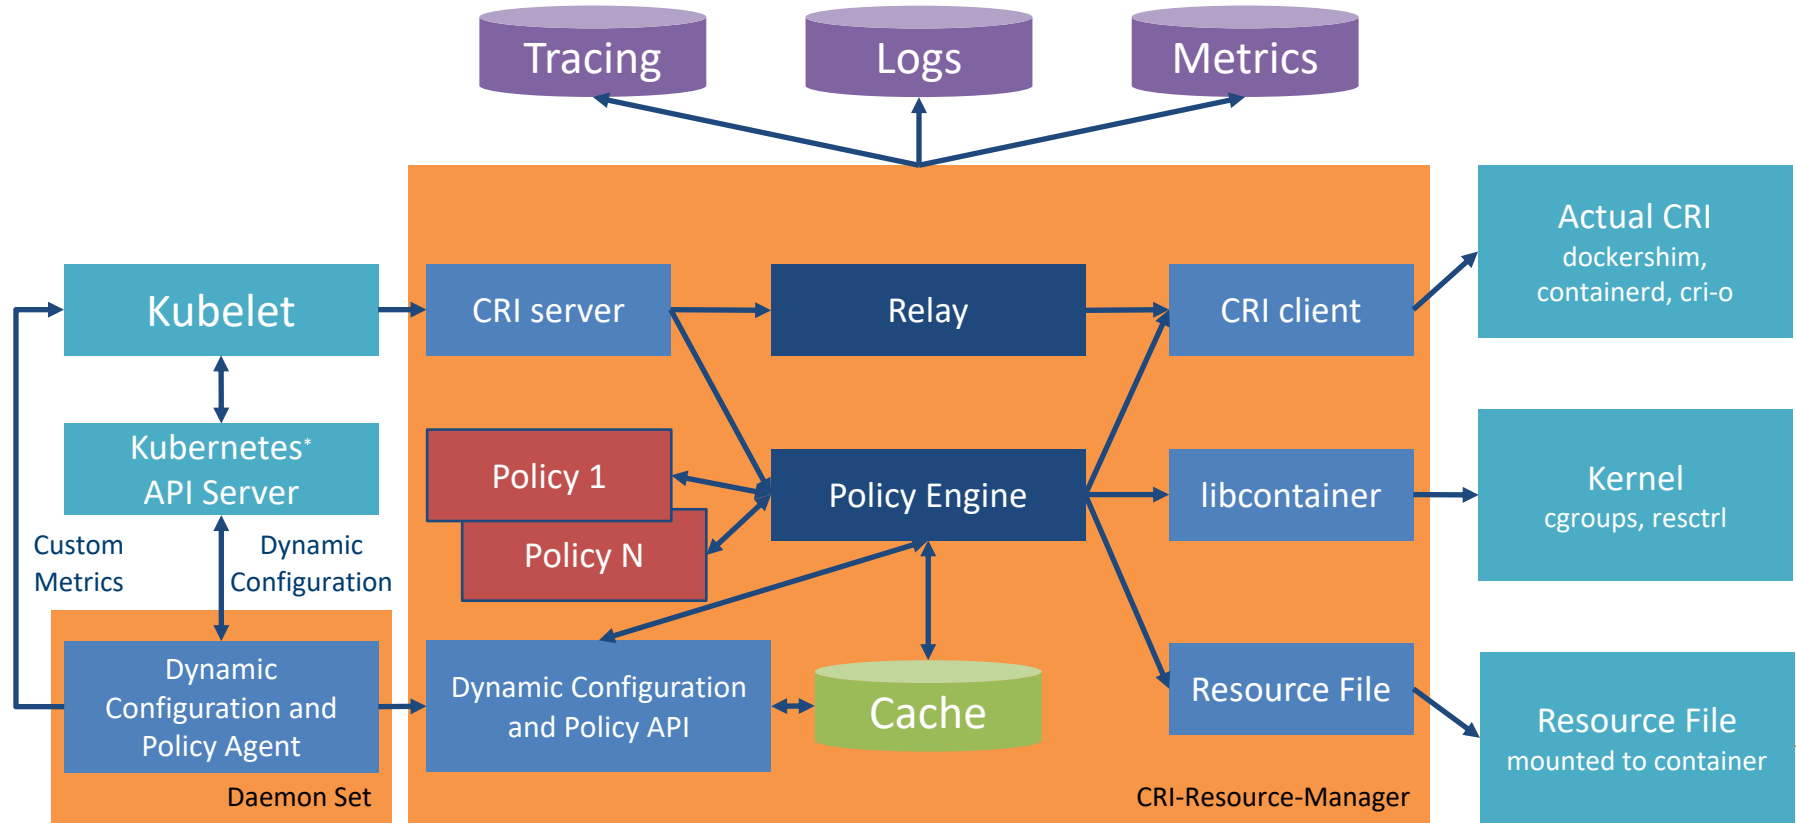 Tracing
Logs
Metrics
Actual CRI
dockershim,
containerd, cri-o
Kubelet
CRI server
Relay
CRI client
Kubernetes*
API Server
Policy 1
Policy N
Policy Engine
libcontainer
Kernel
cgroups, resctrl
Custom
Metrics
Dynamic
Configuration
Dynamic
Configuration and
Policy Agent
Daemon Set
Dynamic Configuration
and Policy API
Cache
Resource File
CRI-Resource-Manager
Resource File
mounted to container